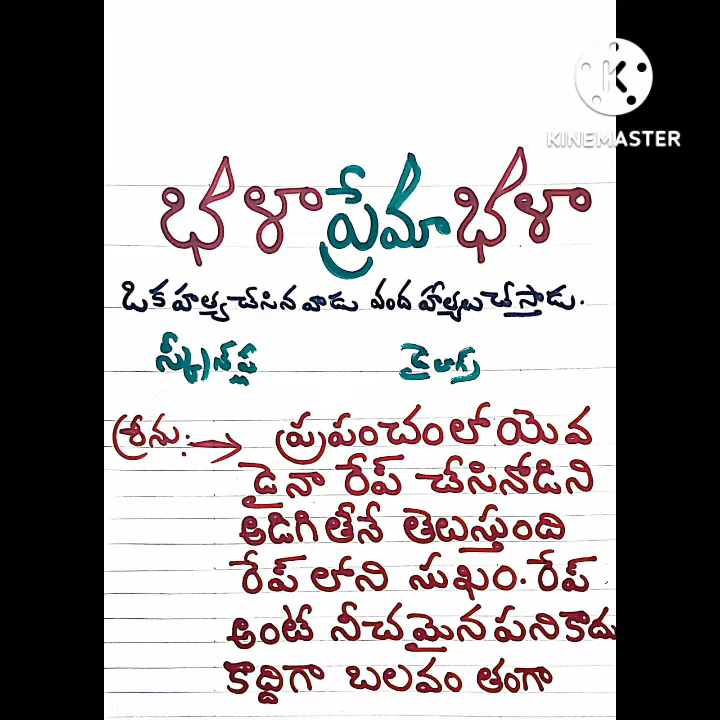 KINEMASTER
భళా ప్రేమా భళా
ఒక హత్య చేసిన వాడు వంద హత్యలు చేస్తాడు.
స్క్రీన్ ప్లే డైలాగ్స్
శ్రీను:→ ప్రపంచంలో యెవ
డైనా రేప్ చేసినోడిని
అడిగితేనే తెలుస్తుంది
రేప్ లోని సుఖం. రేప్
అంటే నీచమైన పని కాదు
కొద్దిగా బలవం తంగా